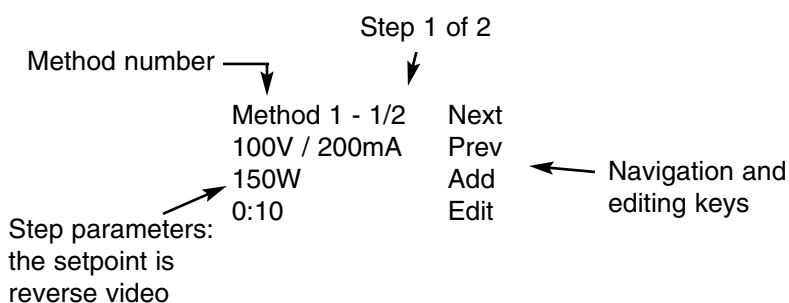 Step 1 of 2
Method number
Method 1 - 1/2 Next
100V / 200mA Prev
150W Add
0:10 Edit
Navigation and
editing keys
Step parameters:
the setpoint is
reverse video